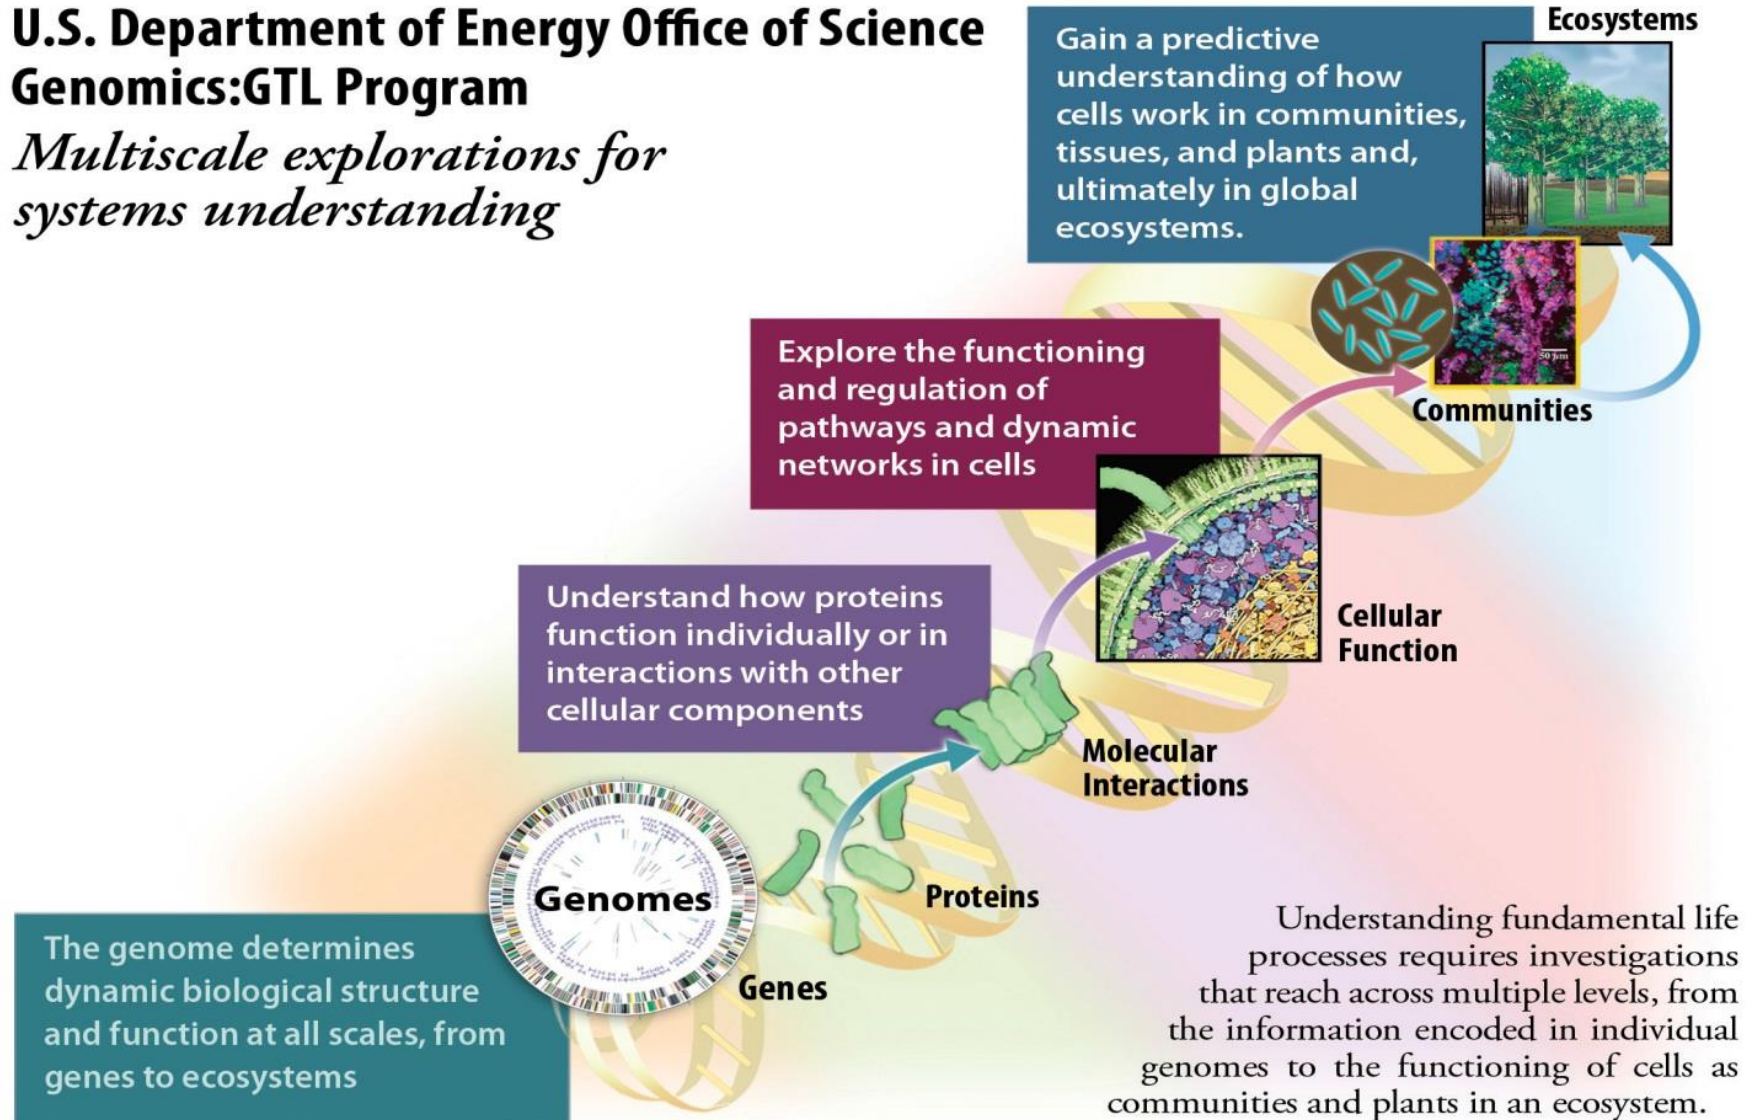 U.S. Department of Energy Office of Science
Genomics:GTL Program
Multiscale explorations for
systems understanding
Ecosystems
Gain a predictive
understanding of how
cells work in communities,
tissues, and plants and,
ultimately in global
ecosystems.
50 µm
Communities
Explore the functioning
and regulation of
pathways and dynamic
networks in cells
Cellular
Function
Understand how proteins
function individually or in
interactions with other
cellular components
Molecular
Interactions
Genomes
Proteins
Genes
The genome determines
dynamic biological structure
and function at all scales, from
genes to ecosystems
Understanding fundamental life
processes requires investigations
that reach across multiple levels, from
the information encoded in individual
genomes to the functioning of cells as
communities and plants in an ecosystem.